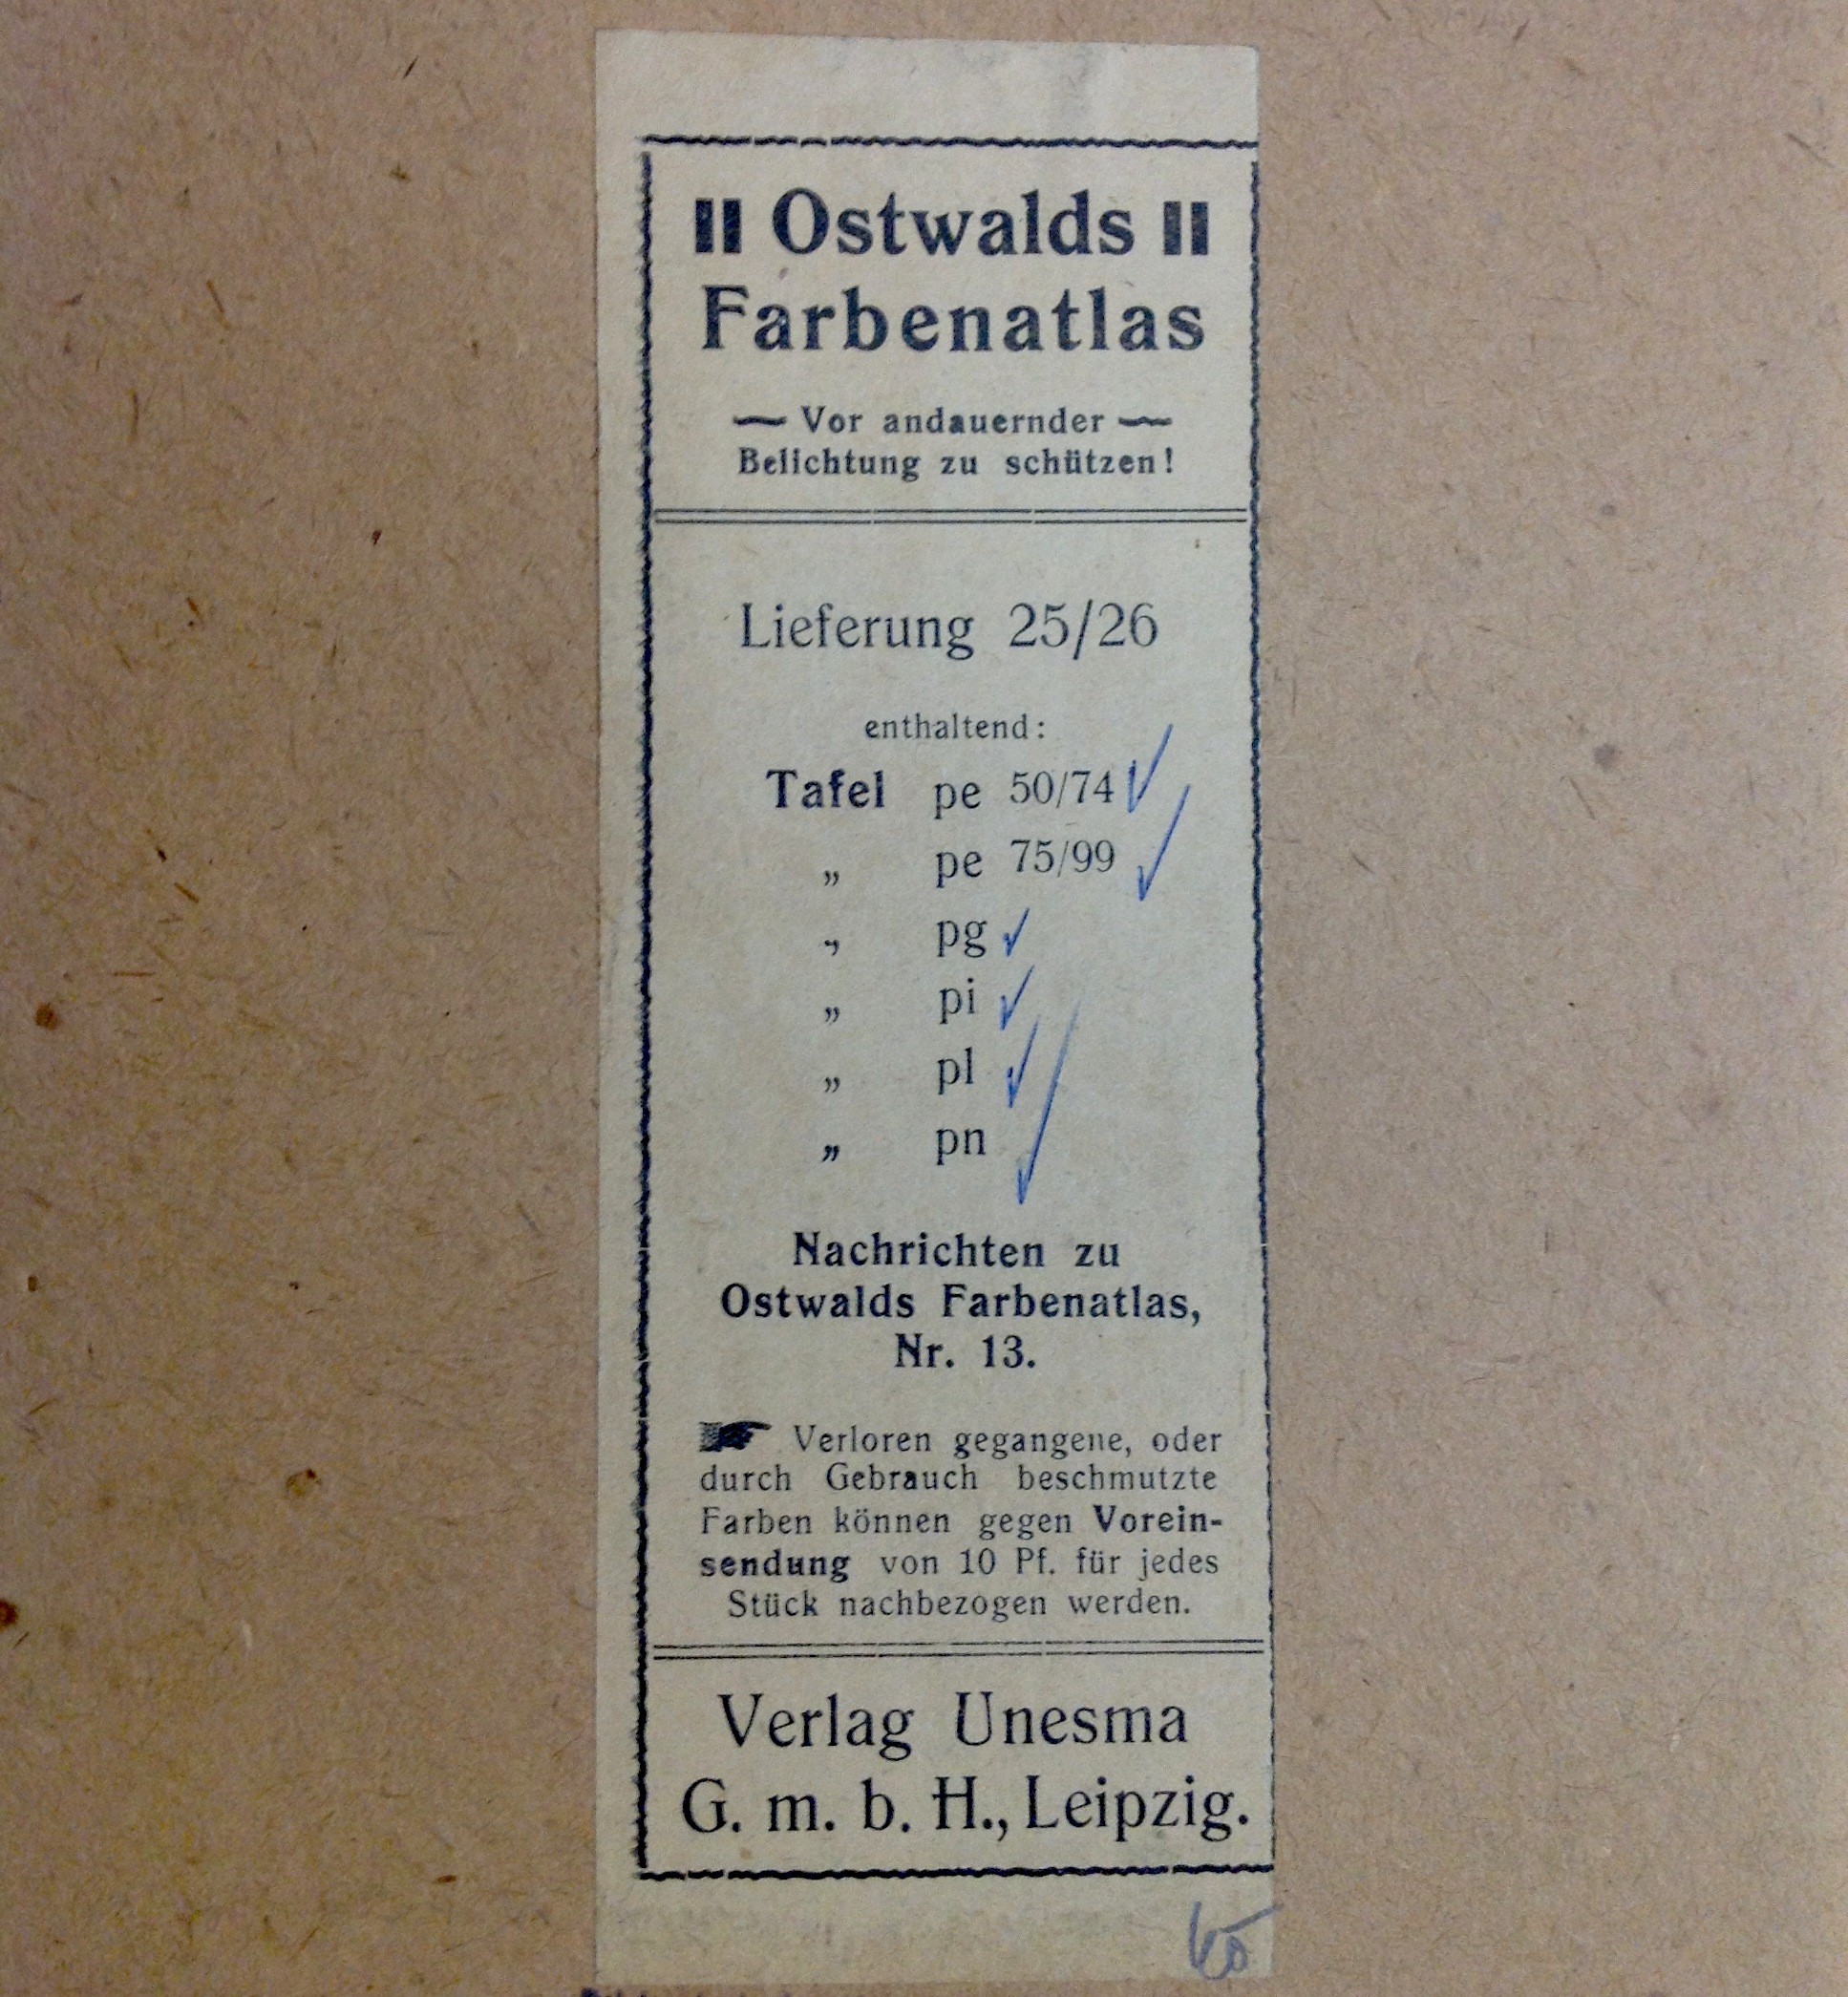 Ostwalds
Farbenatlas
Vor andauernder
Belichtung zu schützen!
Lieferung 25/26
enthaltend:
Tafel pe 50/74
„ pe 75/99
„ pg
„ pi
„ pl
„ pn
Nachrichten zu
Ostwalds Farbenatlas,
Nr. 13.
Verloren gegangene, oder
durch Gebrauch beschmutzte
Farben können gegen Vorein-
sendung von 10 Pf. für jedes
Stück nachbezogen werden.
Verlag Unesma
G. m. b. H., Leipzig.